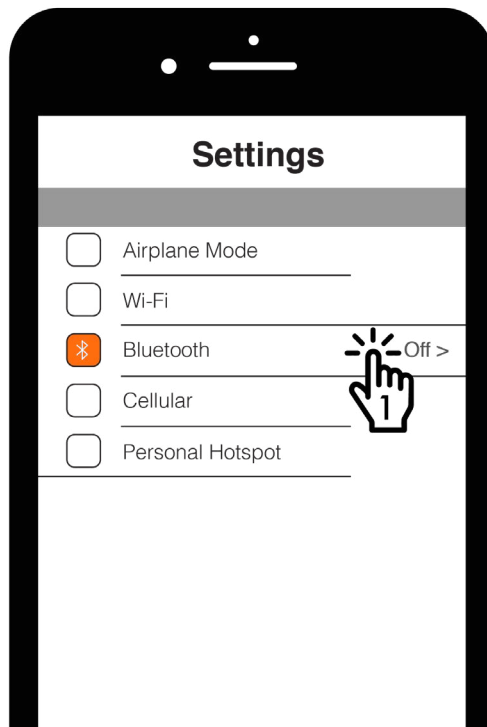 Settings
Airplane Mode
Wi-Fi
Bluetooth Off >
1
Cellular
Personal Hotspot